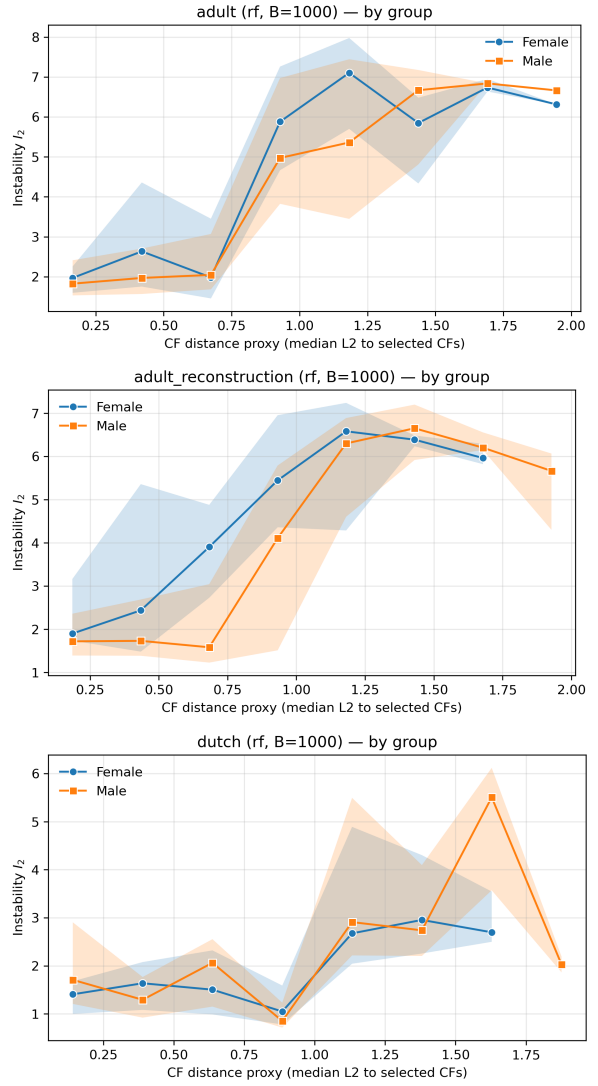 adult (rf, B=1000) — by group
Female
Male
8
7
6
5
4
3
2
Instability I₂
0.25 0.50 0.75 1.00 1.25 1.50 1.75 2.00
CF distance proxy (median L2 to selected CFs)
adult_reconstruction (rf, B=1000) — by group
Female
Male
7
6
5
4
3
2
1
Instability I₂
0.25 0.50 0.75 1.00 1.25 1.50 1.75 2.00
CF distance proxy (median L2 to selected CFs)
dutch (rf, B=1000) — by group
Female
Male
6
5
4
3
2
1
Instability I₂
0.25 0.50 0.75 1.00 1.25 1.50 1.75
CF distance proxy (median L2 to selected CFs)